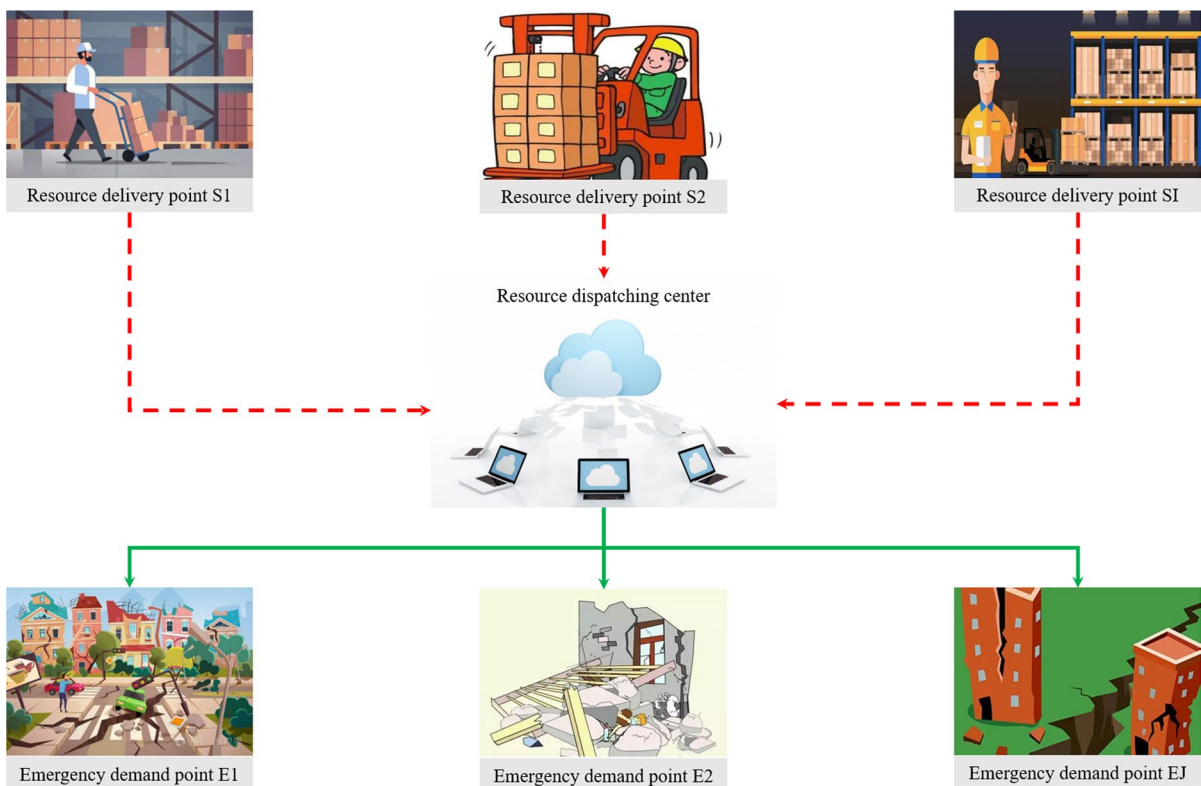 Resource delivery point S1
Resource delivery point S2
Resource delivery point SI
Resource dispatching center
Emergency demand point E1
Emergency demand point E2
Emergency demand point EJ